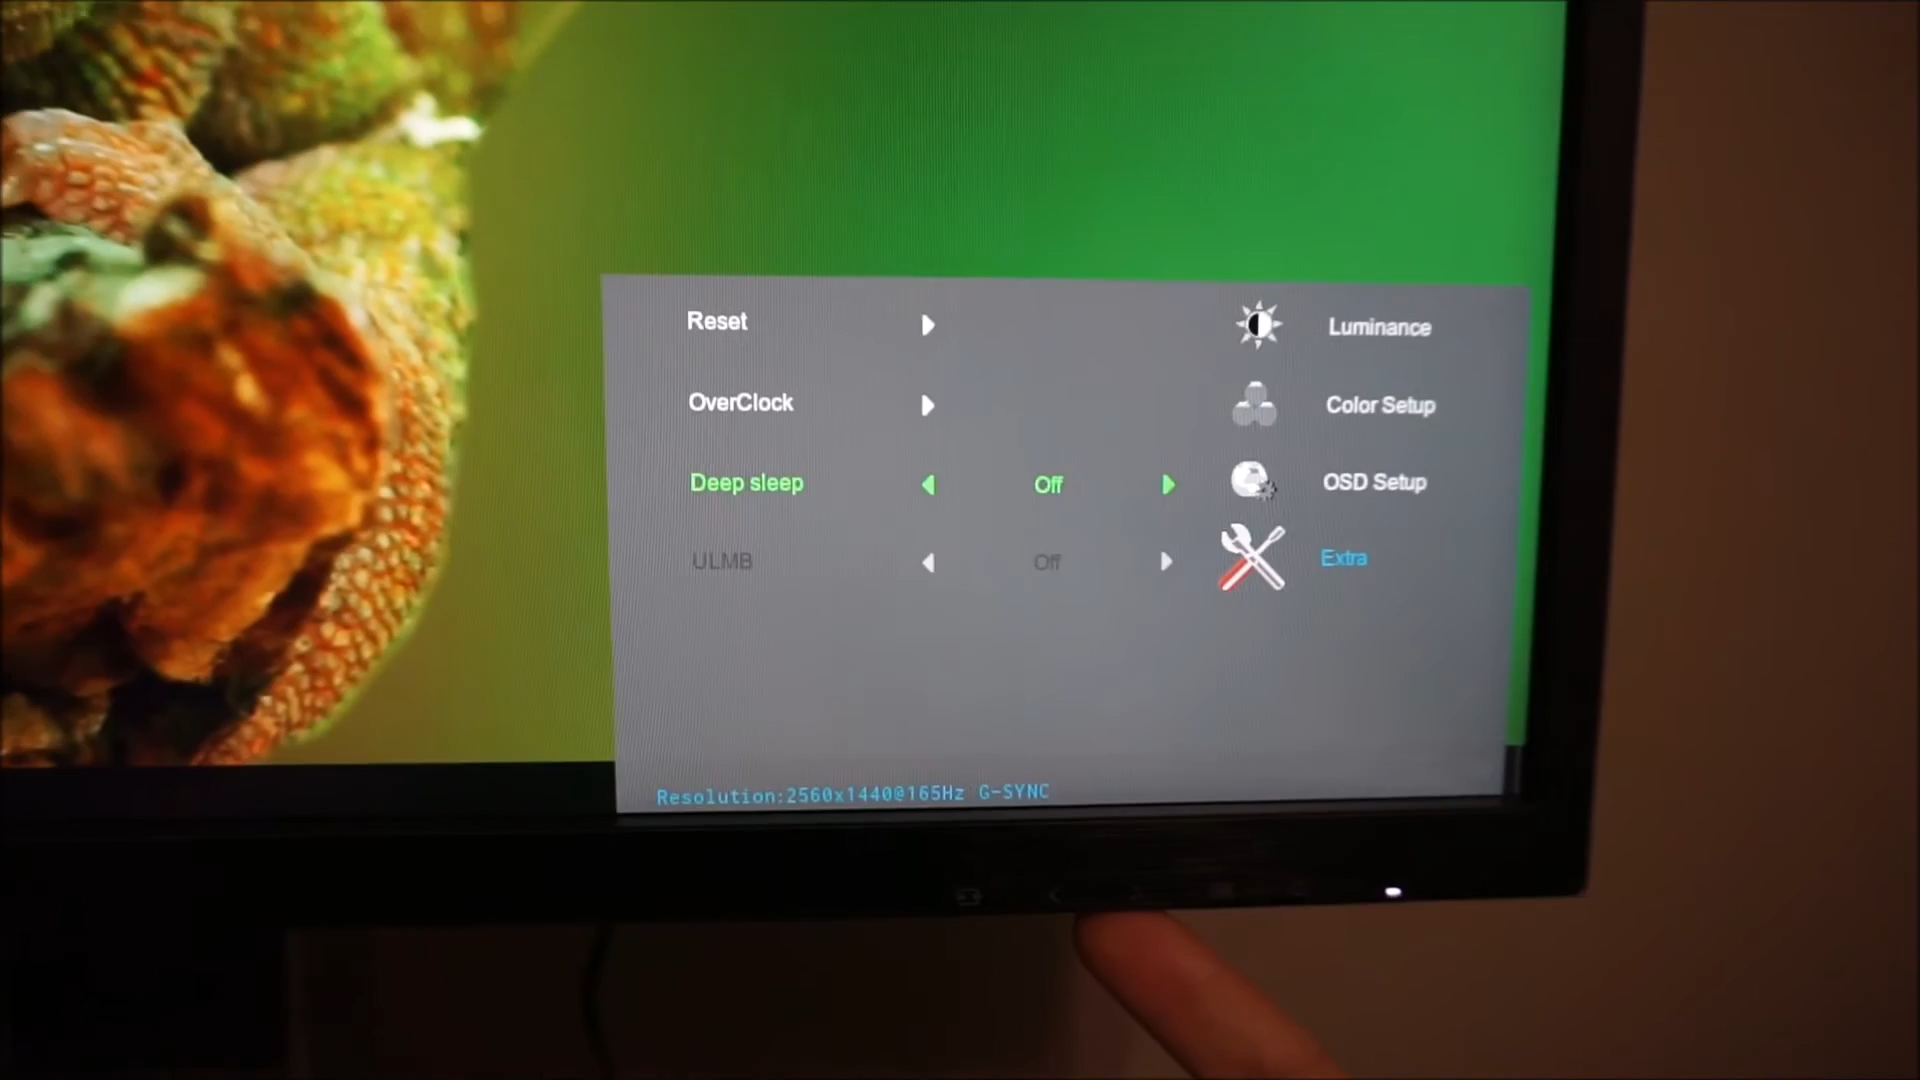 Reset
Luminance
OverClock
Color Setup
Deep sleep Off
OSD Setup
ULMB Off
Extra
Resolution:2560x1440@165Hz G-SYNC